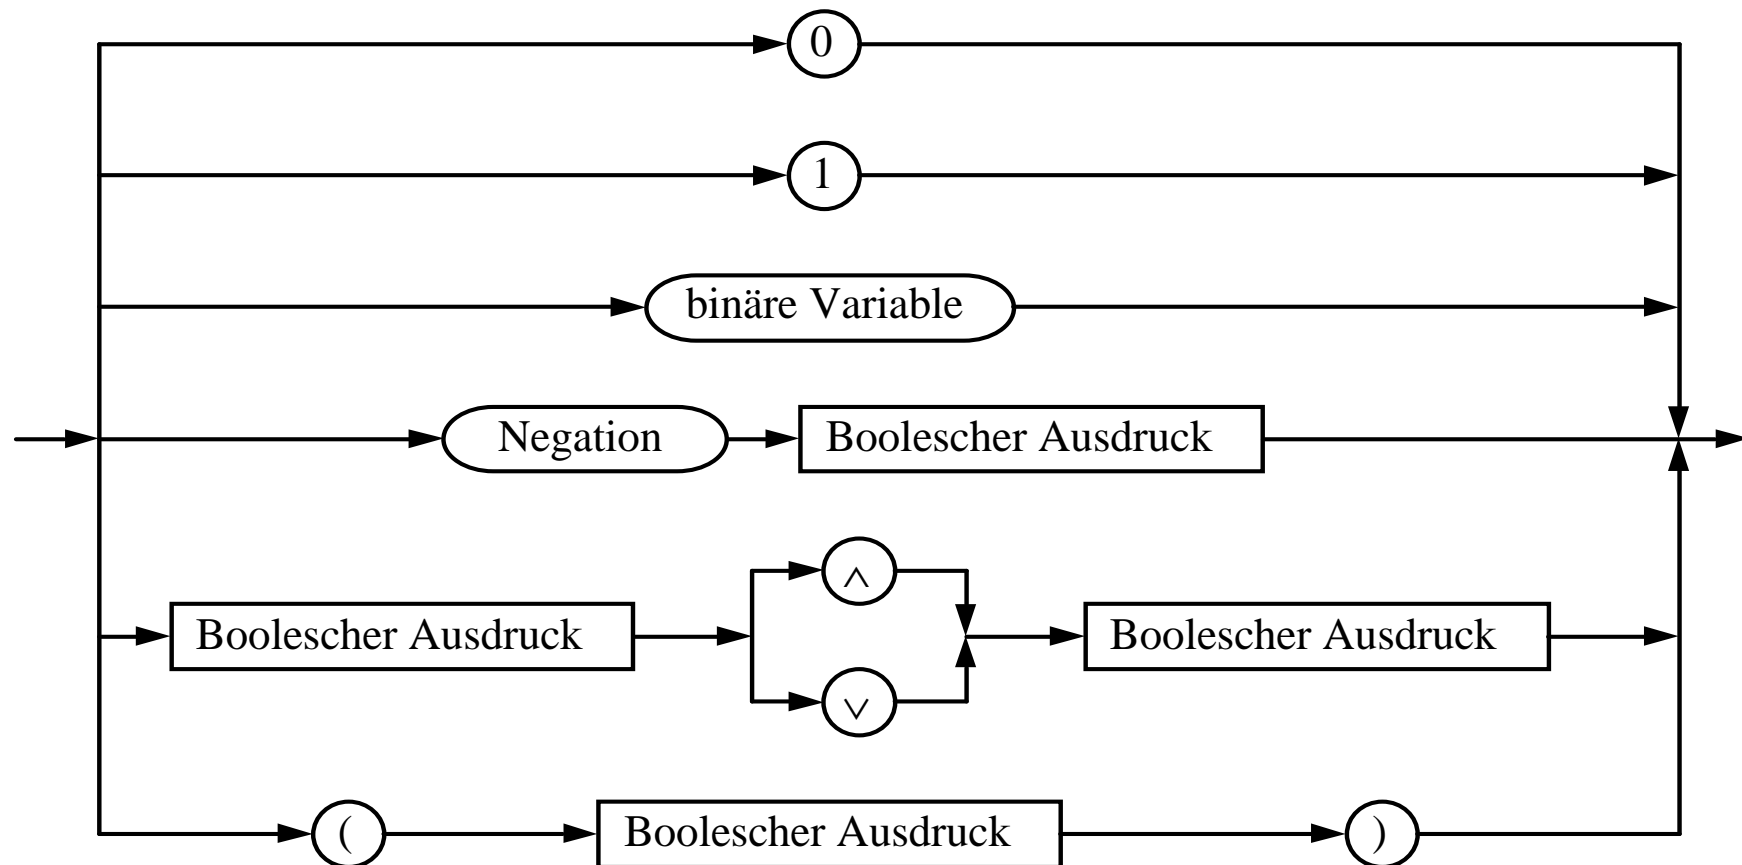 0
1
binäre Variable
Negation
Boolescher Ausdruck
∧
Boolescher Ausdruck
Boolescher Ausdruck
∨
(
Boolescher Ausdruck
)